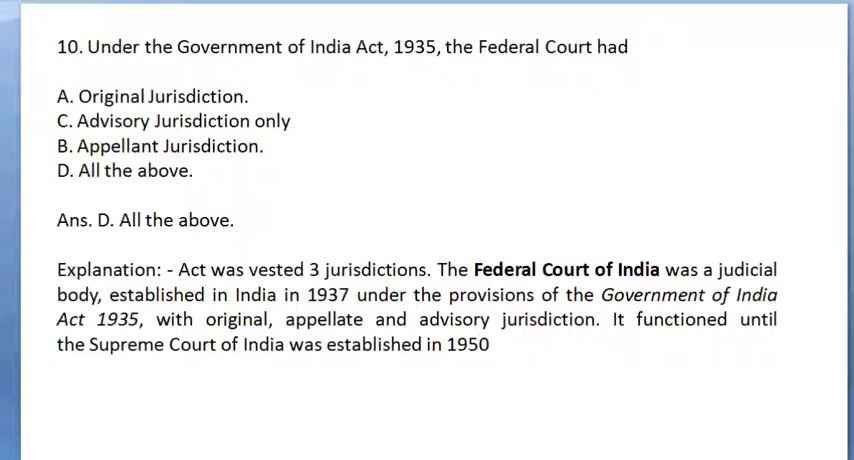 10. Under the Government of India Act, 1935, the Federal Court had
A. Original Jurisdiction.
C. Advisory Jurisdiction only
B. Appellant Jurisdiction.
D. All the above.
Ans. D. All the above.
Explanation: - Act was vested 3 jurisdictions. The Federal Court of India was a judicial
body, established in India in 1937 under the provisions of the Government of India
Act 1935, with original, appellate and advisory jurisdiction. It functioned until
the Supreme Court of India was established in 1950